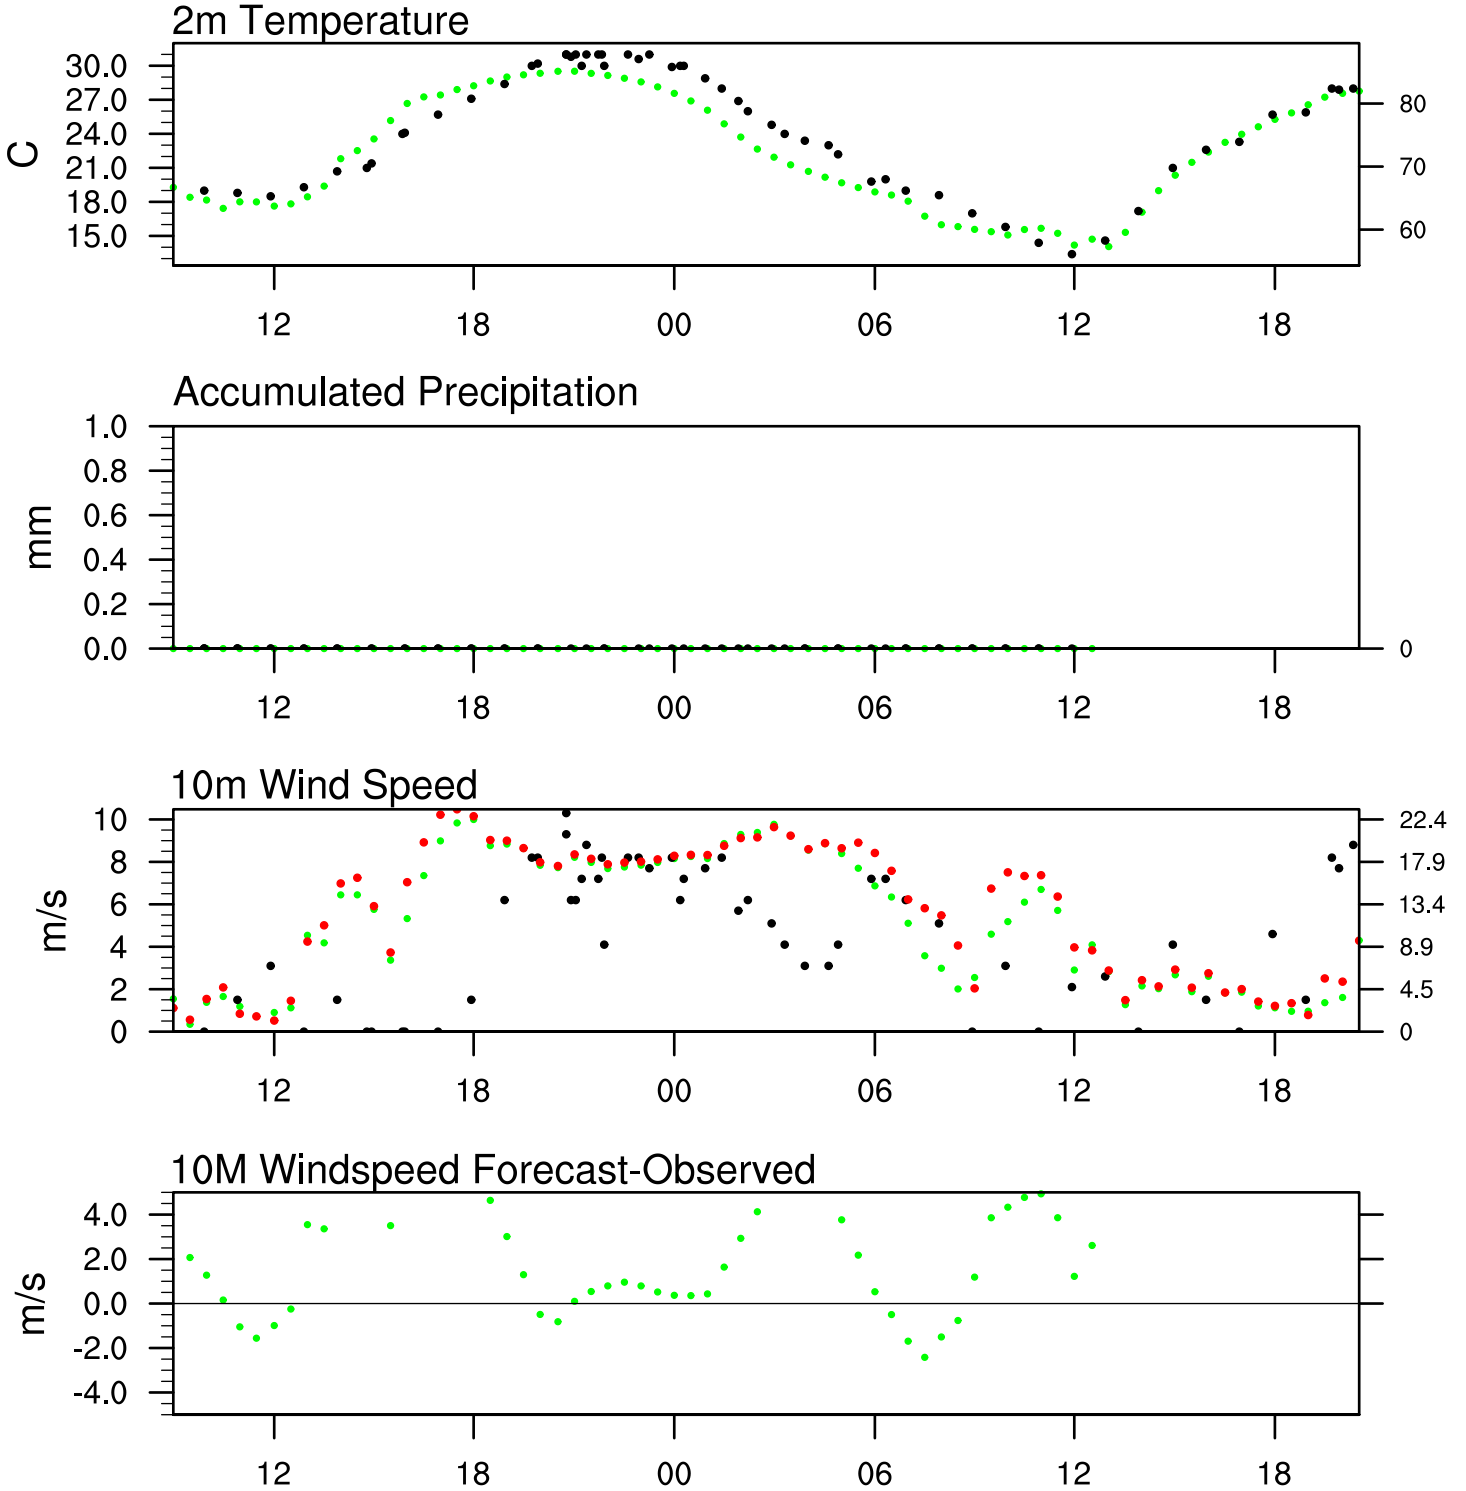 2m Temperature
30.0
27.0
24.0
21.0
18.0
15.0
C
80
70
60
12 18 00 06 12 18
Accumulated Precipitation
1.0
0.8
0.6
0.4
0.2
0.0
mm
0
12 18 00 06 12 18
10m Wind Speed
10
8
6
4
2
0
m/s
22.4
17.9
13.4
8.9
4.5
0
12 18 00 06 12 18
10M Windspeed Forecast-Observed
4.0
2.0
0.0
-2.0
-4.0
m/s
12 18 00 06 12 18